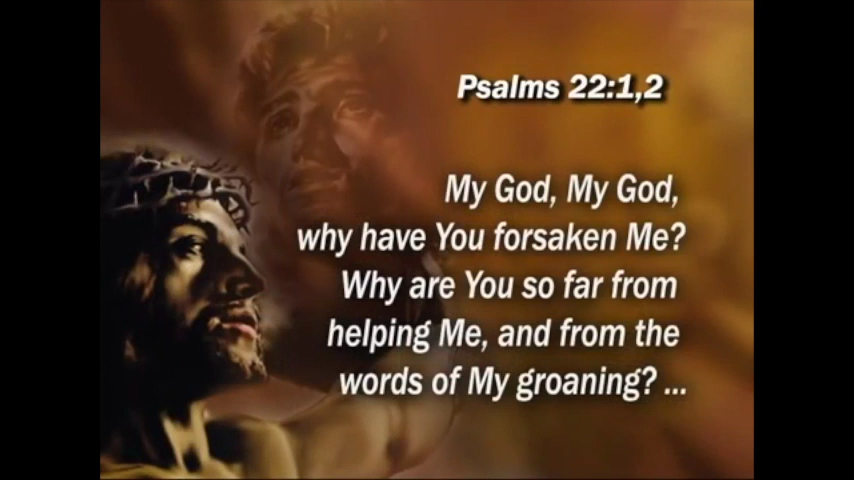 Psalms 22:1,2
My God, My God,
why have You forsaken Me?
Why are You so far from
helping Me, and from the
words of My groaning? ...